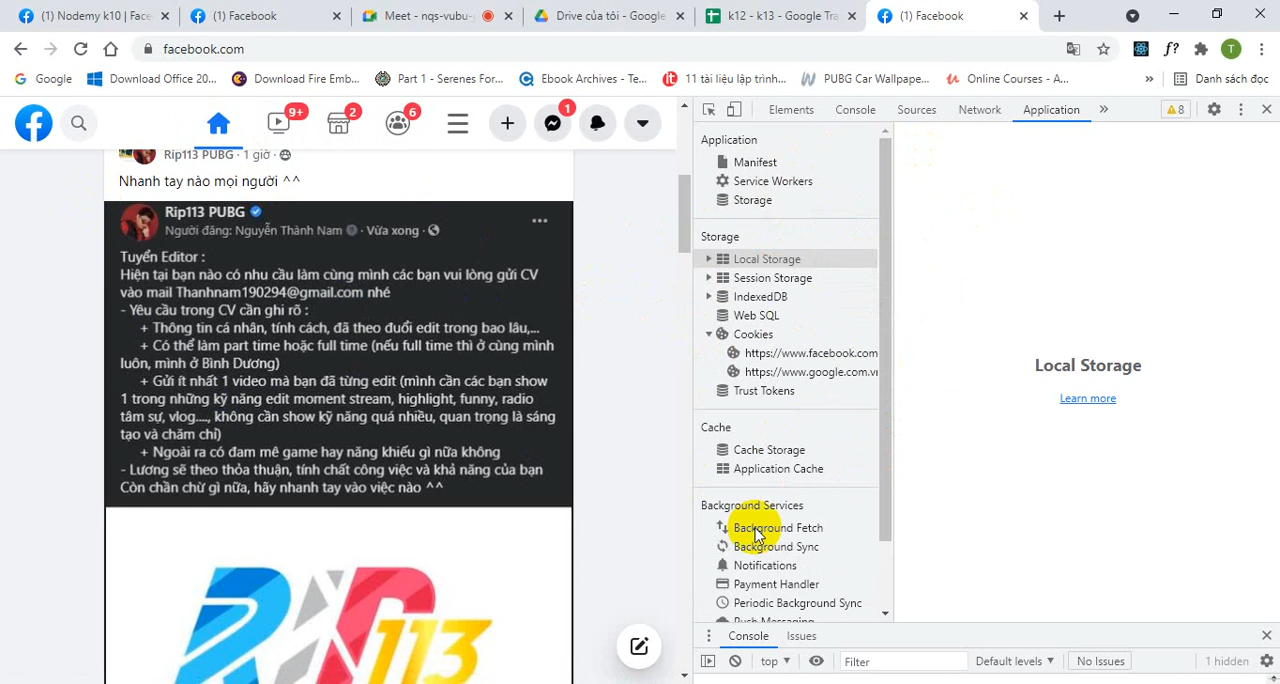 (1) Nodemy k10 | Face
(1) Facebook
Meet - nqs-vubu-
Drive của tôi - Google
k12 - k13 - Google Tra
(1) Facebook
facebook.com
T
Google
Download Office 20...
Download Fire Emb...
Part 1 - Serenes For...
Ebook Archives - Te...
11 tài liệu lập trình...
PUBG Car Wallpape...
Online Courses - A...
»
Danh sách đọc
9+
2
6
1
Rip113 PUBG · 1 giờ ·
Nhanh tay nào mọi người ^^
Rip113 PUBG
Người đăng: Nguyễn Thành Nam · Vừa xong ·
Tuyển Editor :
Hiện tại bạn nào có nhu cầu làm cùng mình các bạn vui lòng gửi CV
vào mail Thanhnam190294@gmail.com nhé
- Yêu cầu trong CV cần ghi rõ :
+ Thông tin cá nhân, tính cách, đã theo đuổi edit trong bao lâu,...
+ Có thể làm part time hoặc full time (nếu full time thì ở cùng mình
luôn, mình ở Bình Dương)
+ Gửi ít nhất 1 video mà bạn đã từng edit (mình cần các bạn show
1 trong những kỹ năng edit moment stream, highlight, funny, radio
tâm sự, vlog...., không cần show kỹ năng quá nhiều, quan trọng là sáng
tạo và chăm chỉ)
+ Ngoài ra có đam mê game hay năng khiếu gì nữa không
- Lương sẽ theo thỏa thuận, tính chất công việc và khả năng của bạn
Còn chần chừ gì nữa, hãy nhanh tay vào việc nào ^^
113
Elements
Console
Sources
Network
Application
»
8
Application
Manifest
Service Workers
Storage
Storage
Local Storage
Session Storage
IndexedDB
Web SQL
Cookies
https://www.facebook.com
https://www.google.com.vn
Trust Tokens
Cache
Cache Storage
Application Cache
Background Services
Background Fetch
Background Sync
Notifications
Payment Handler
Periodic Background Sync
Push Messaging
Local Storage
Learn more
Console
Issues
top
Filter
Default levels
No Issues
1 hidden